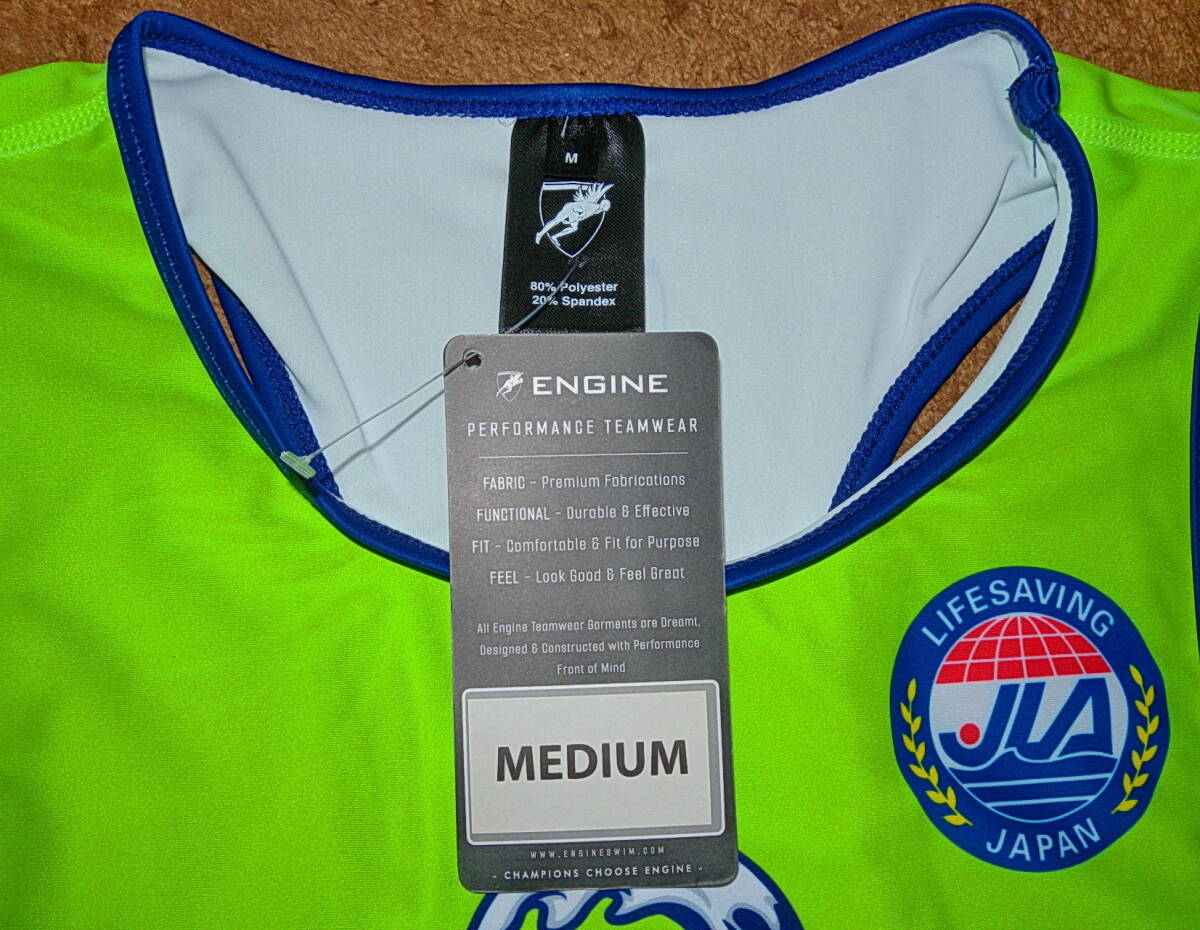 M
80% Polyester
20% Spandex
ENGINE
PERFORMANCE TEAMWEAR
FABRIC - Premium Fabrications
FUNCTIONAL - Durable & Effective
FIT - Comfortable & Fit for Purpose
FEEL - Look Good & Feel Great
All Engine Teamwear Garments are Dreamt,
Designed & Constructed with Performance
Front of Mind
MEDIUM
WWW.ENGINESWIM.COM
- CHAMPIONS CHOOSE ENGINE -
LIFESAVING
JLA
JAPAN